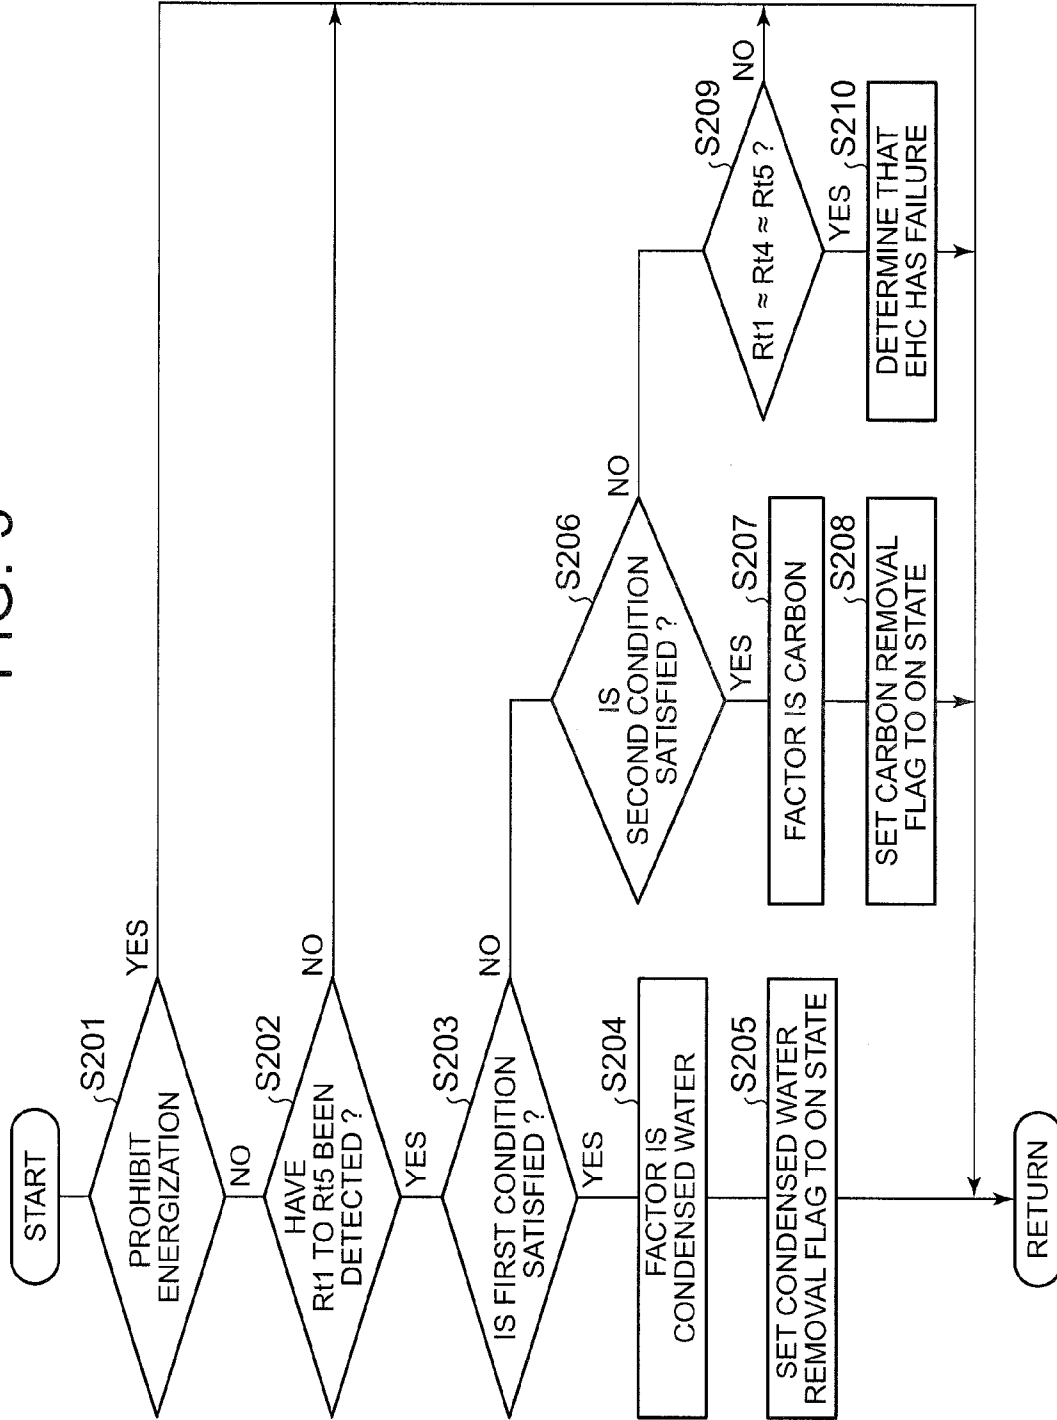 START
PROHIBIT
ENERGIZATION
S201
YES
NO
HAVE
Rt1 TO Rt5 BEEN
DETECTED ?
S202
NO
YES
IS FIRST CONDITION
SATISFIED ?
S203
NO
YES
FACTOR IS
CONDENSED WATER
S204
SET CONDENSED WATER
REMOVAL FLAG TO ON STATE
S205
IS
SECOND CONDITION
SATISFIED ?
S206
NO
YES
FACTOR IS CARBON
S207
SET CARBON REMOVAL
FLAG TO ON STATE
S208
Rt1 ≈ Rt4 ≈ Rt5 ?
S209
NO
YES
DETERMINE THAT
EHC HAS FAILURE
S210
RETURN